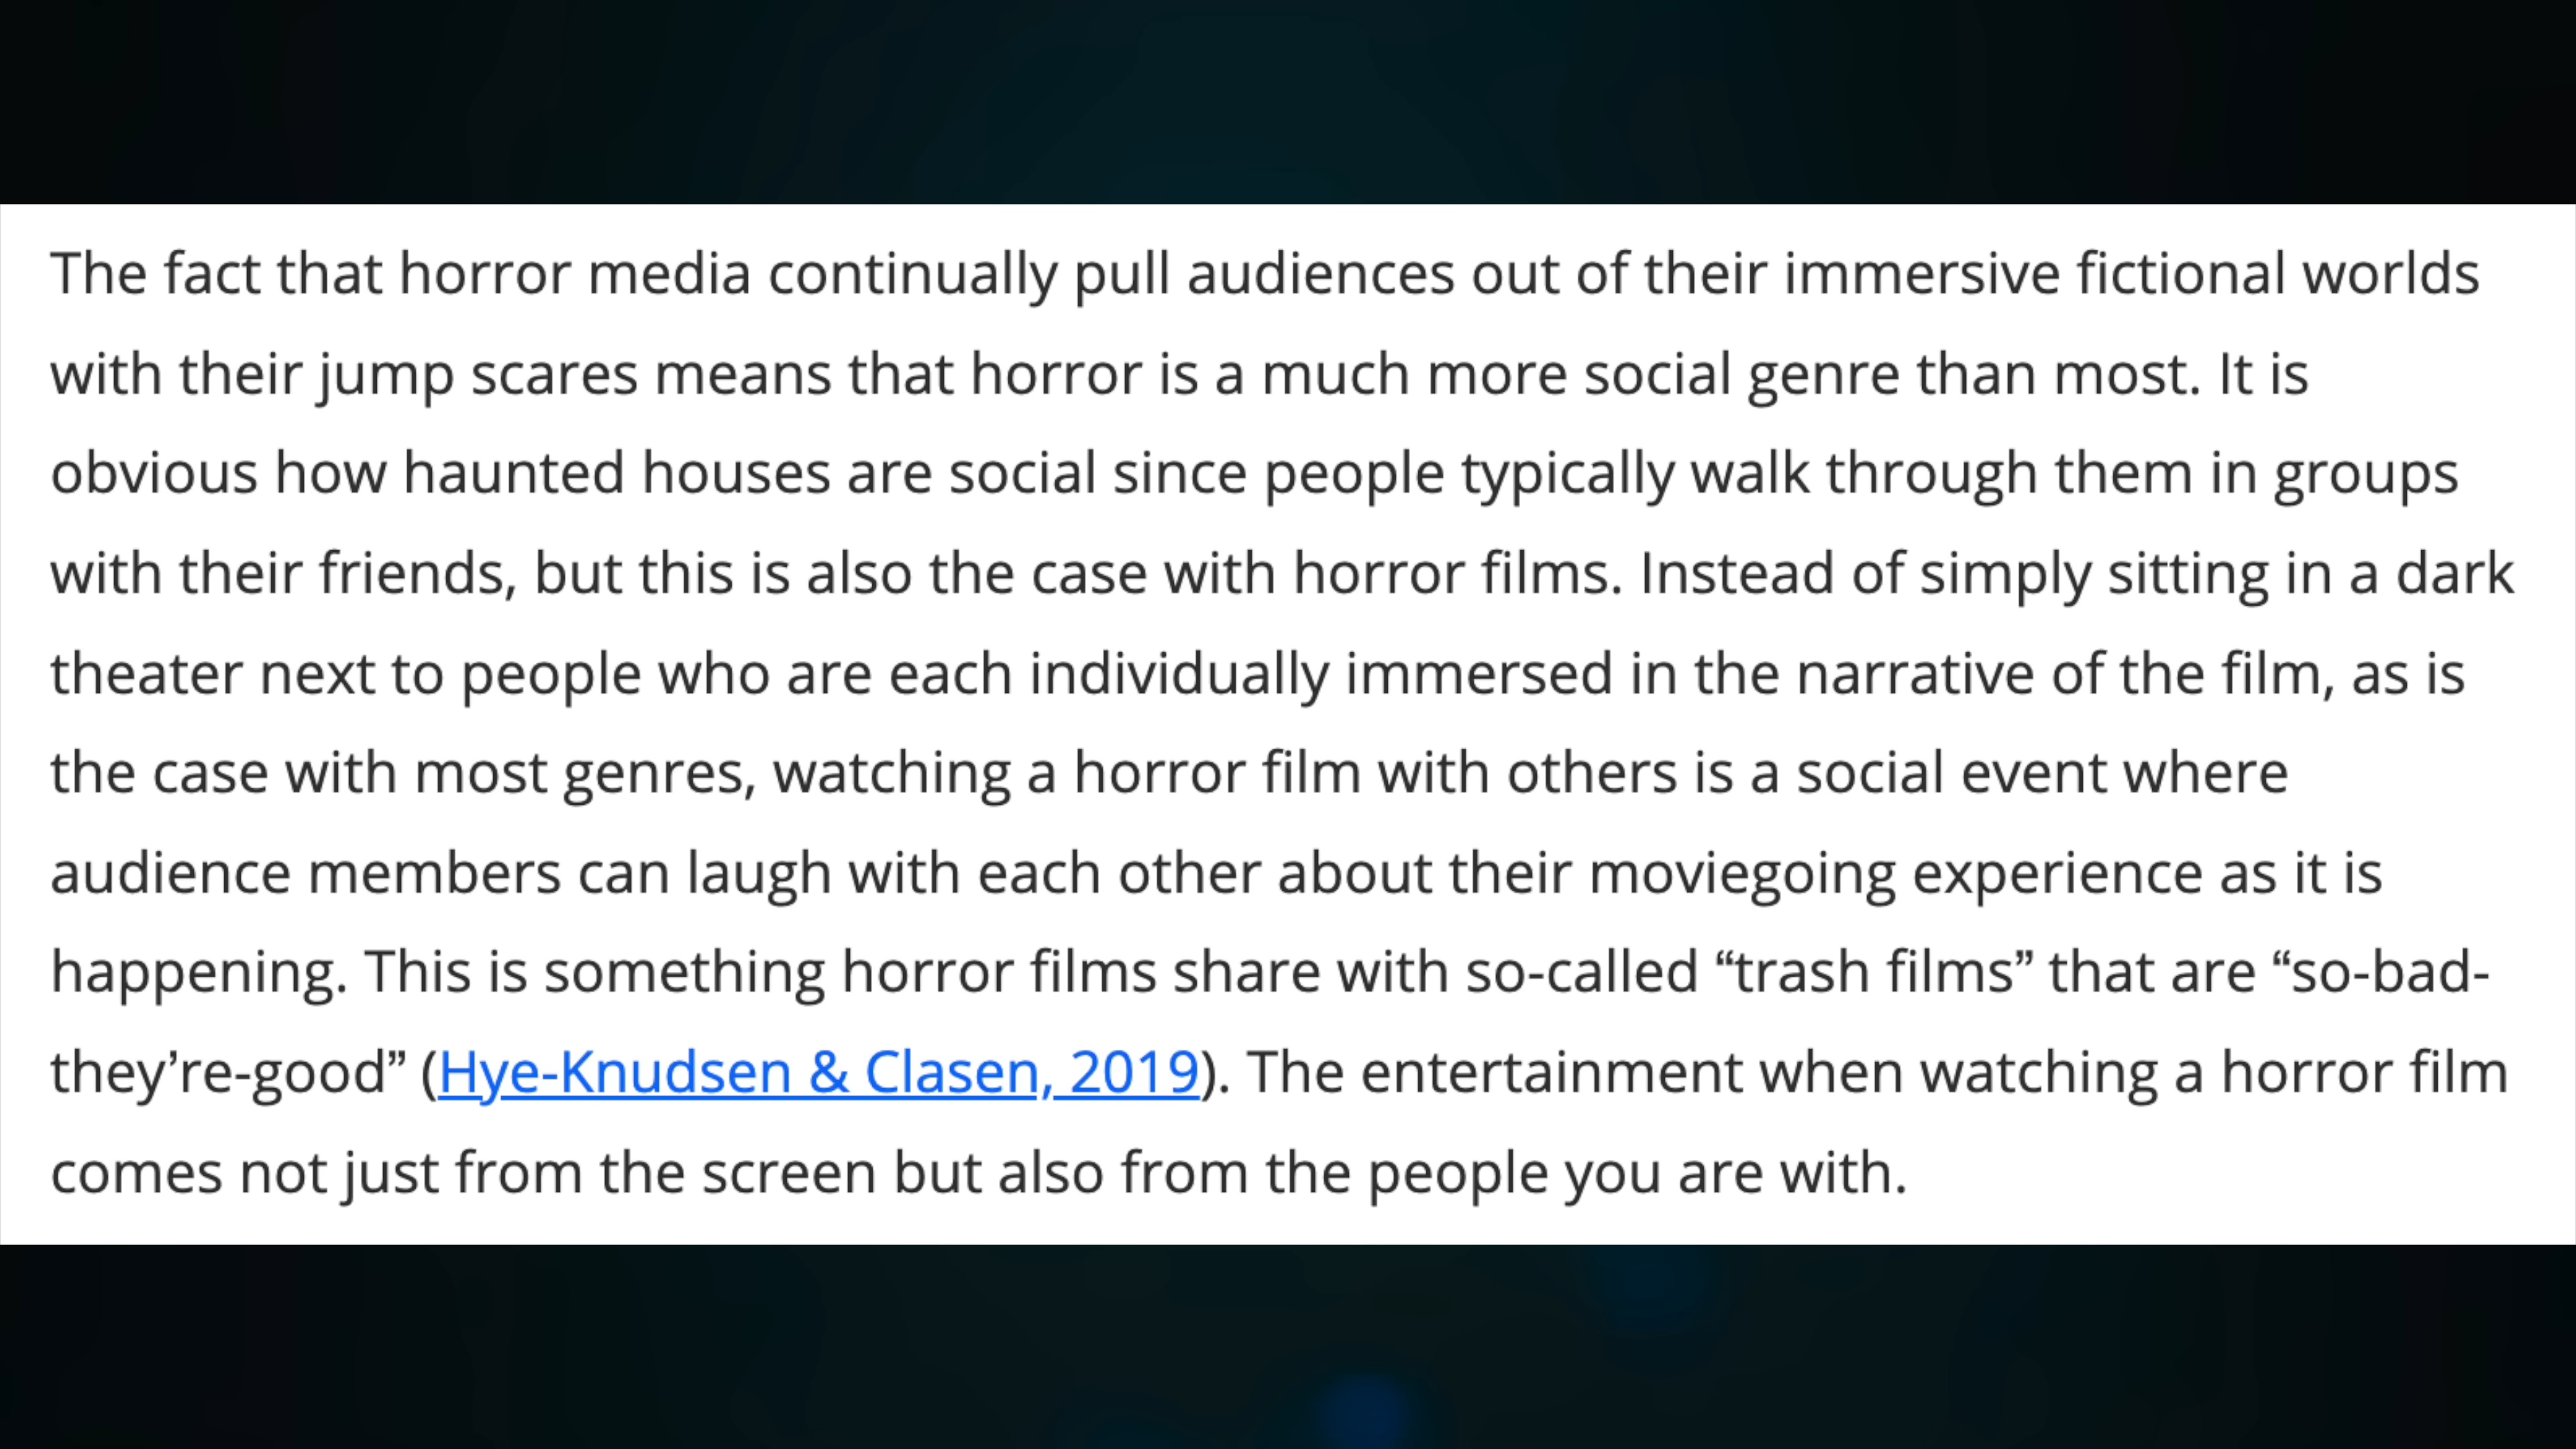 The fact that horror media continually pull audiences out of their immersive fictional worlds
with their jump scares means that horror is a much more social genre than most. It is
obvious how haunted houses are social since people typically walk through them in groups
with their friends, but this is also the case with horror films. Instead of simply sitting in a dark
theater next to people who are each individually immersed in the narrative of the film, as is
the case with most genres, watching a horror film with others is a social event where
audience members can laugh with each other about their moviegoing experience as it is
happening. This is something horror films share with so-called “trash films” that are “so-bad-
they’re-good” (Hye-Knudsen & Clasen, 2019). The entertainment when watching a horror film
comes not just from the screen but also from the people you are with.